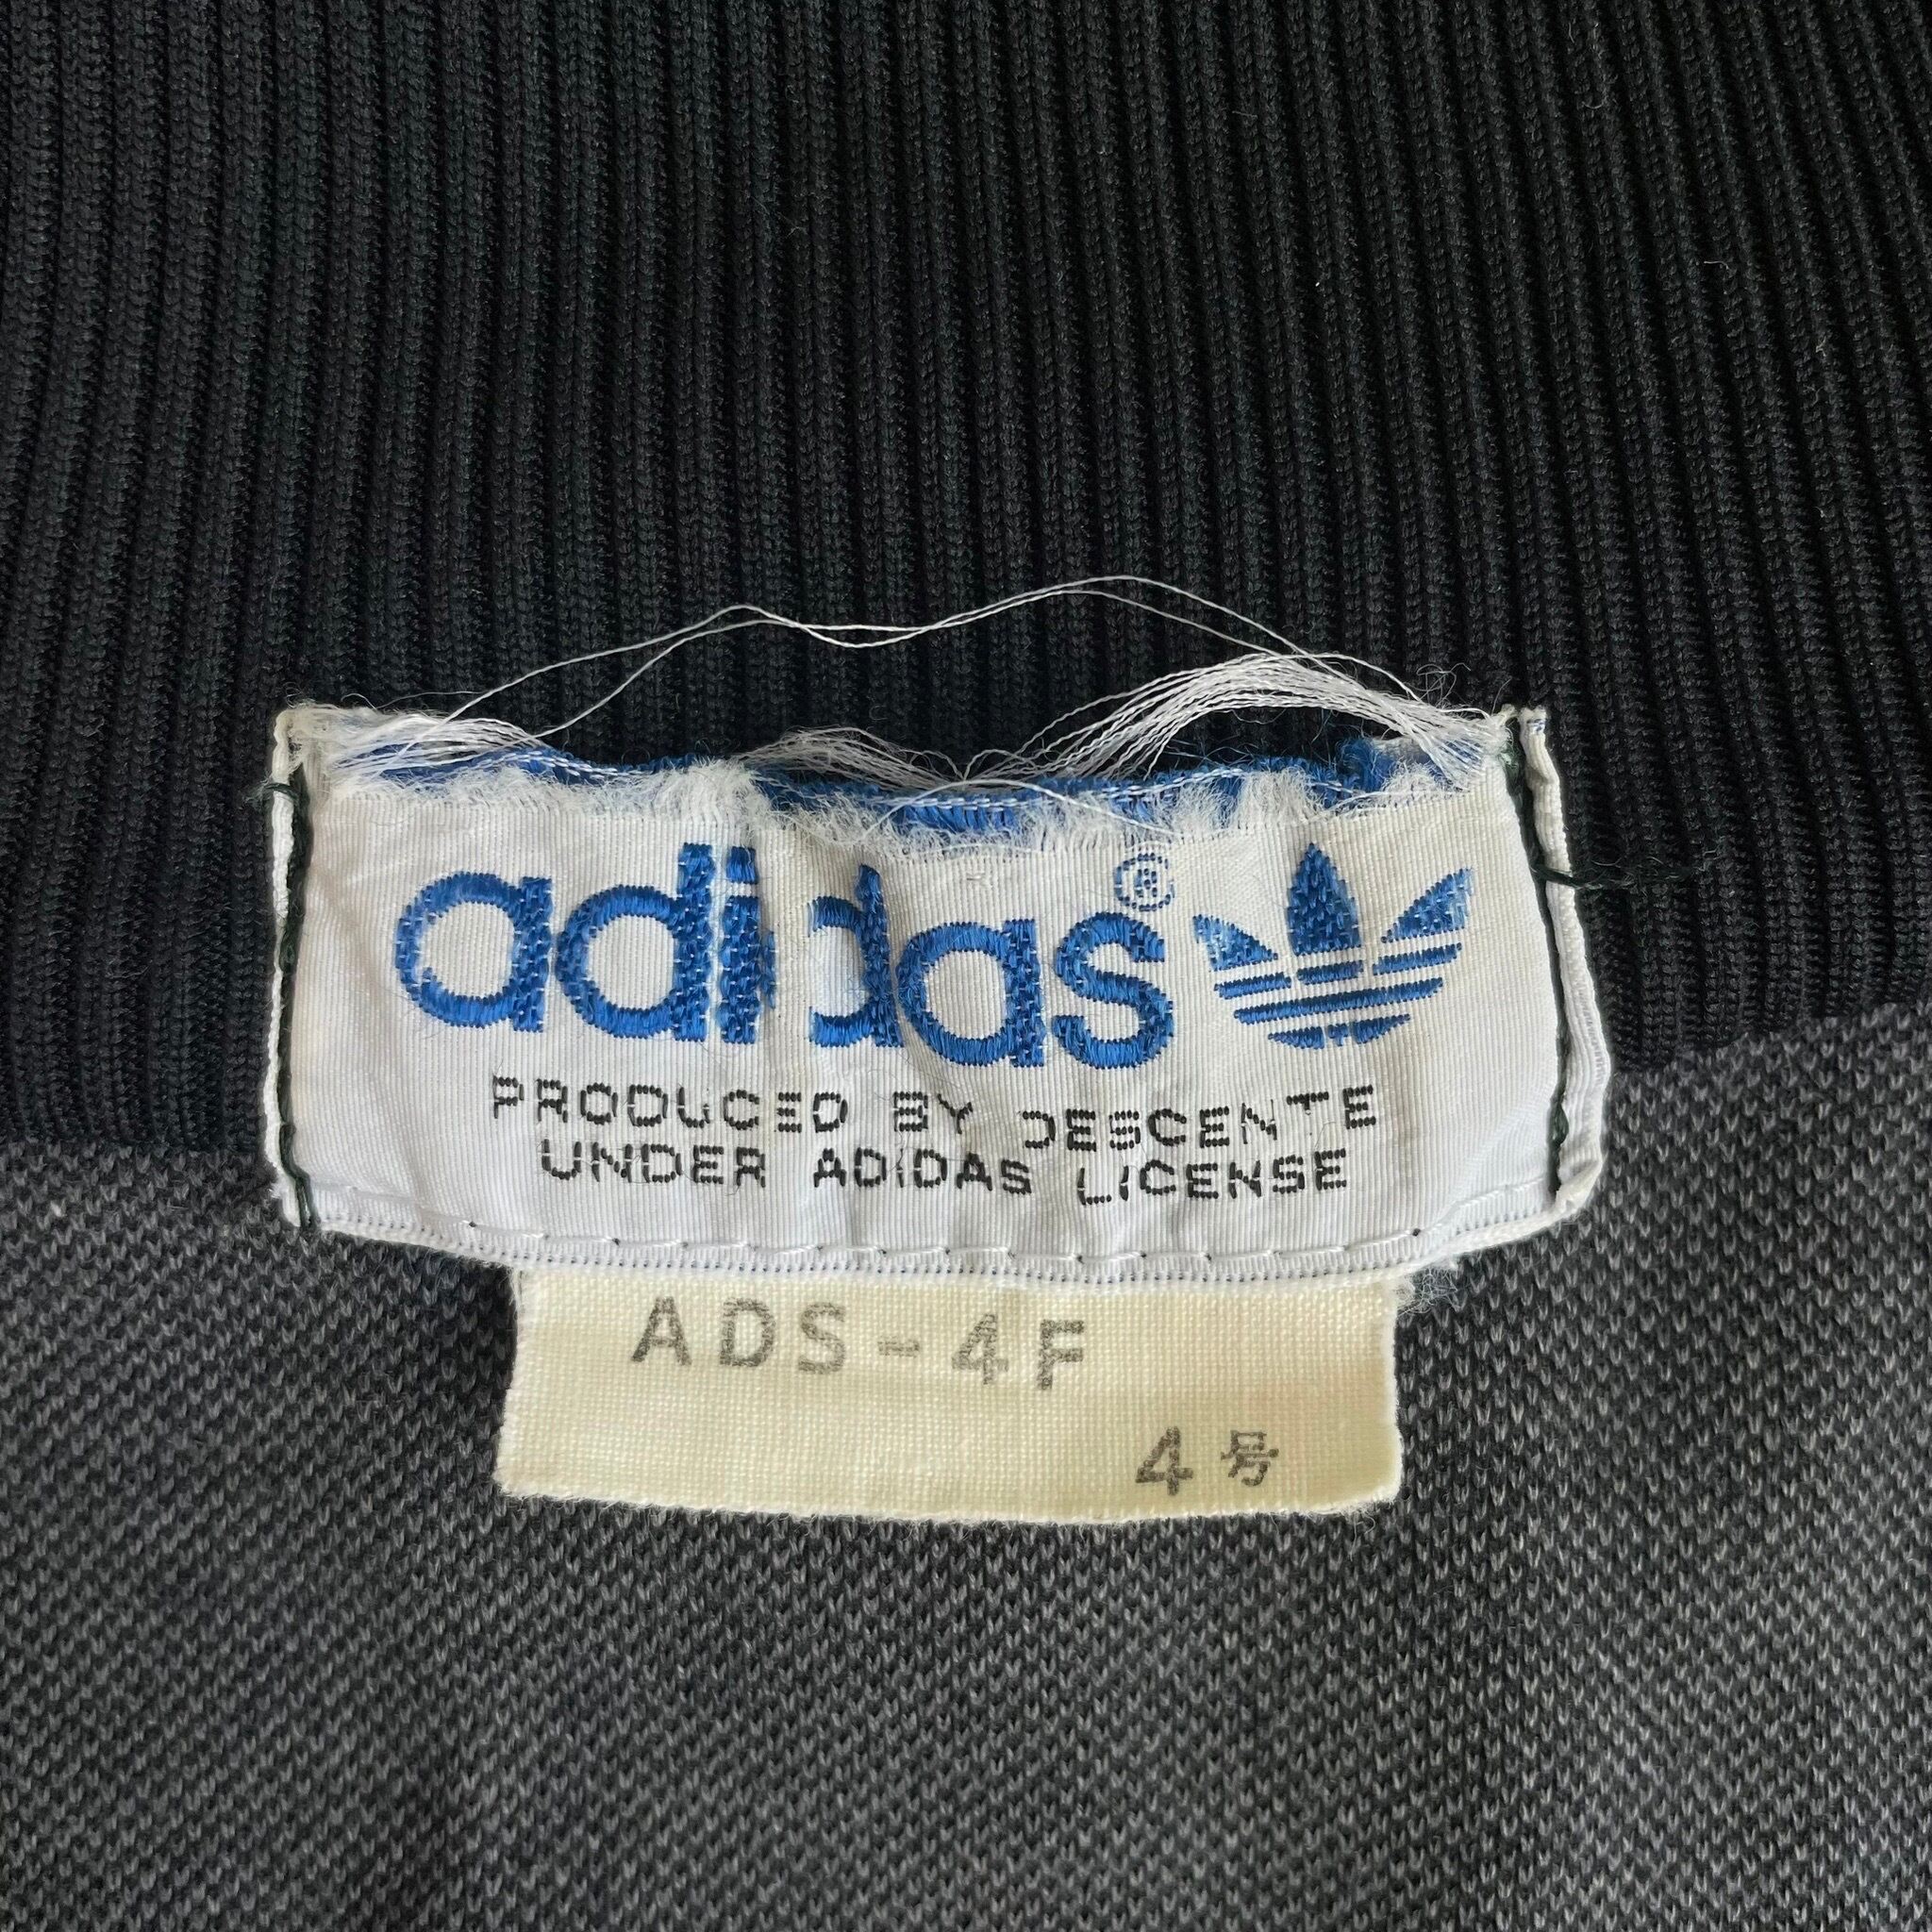 adidas®
PRODUCED BY DESCENTE
UNDER ADIDAS LICENSE
ADS-4F
4号